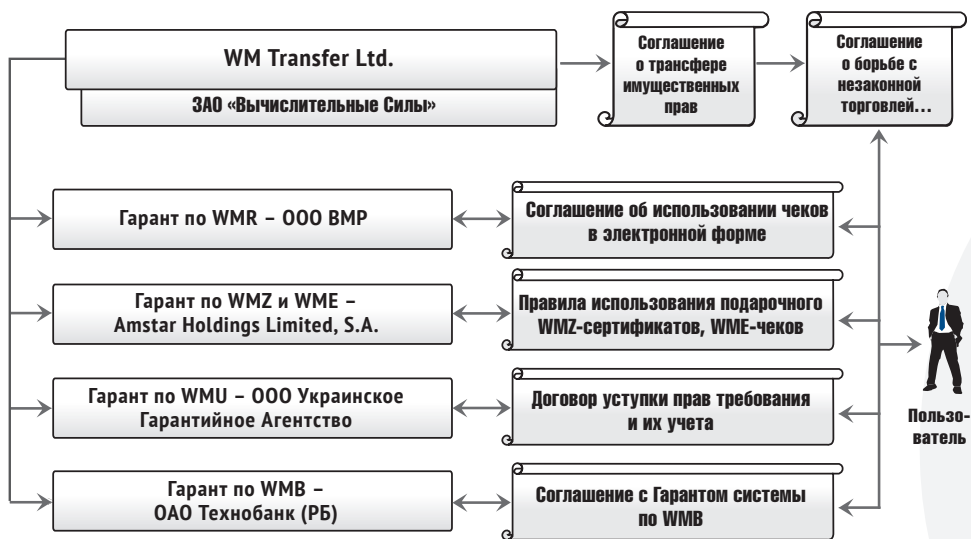 WM Transfer Ltd.
ЗАО «Вычислительные Силы»
Соглашение
о трансфере
имущественных
прав
Соглашение
о борьбе с
незаконной
торговлей…
Гарант по WMR – ООО ВМР
Соглашение об использовании чеков
в электронной форме
Гарант по WMZ и WME –
Amstar Holdings Limited, S.A.
Правила использования подарочного
WMZ-сертификатов, WME-чеков
Гарант по WMU – ООО Украинское
Гарантийное Агентство
Договор уступки прав требования
и их учета
Гарант по WMB –
ОАО Технобанк (РБ)
Соглашение с Гарантом системы
по WMB
Пользо-
ватель